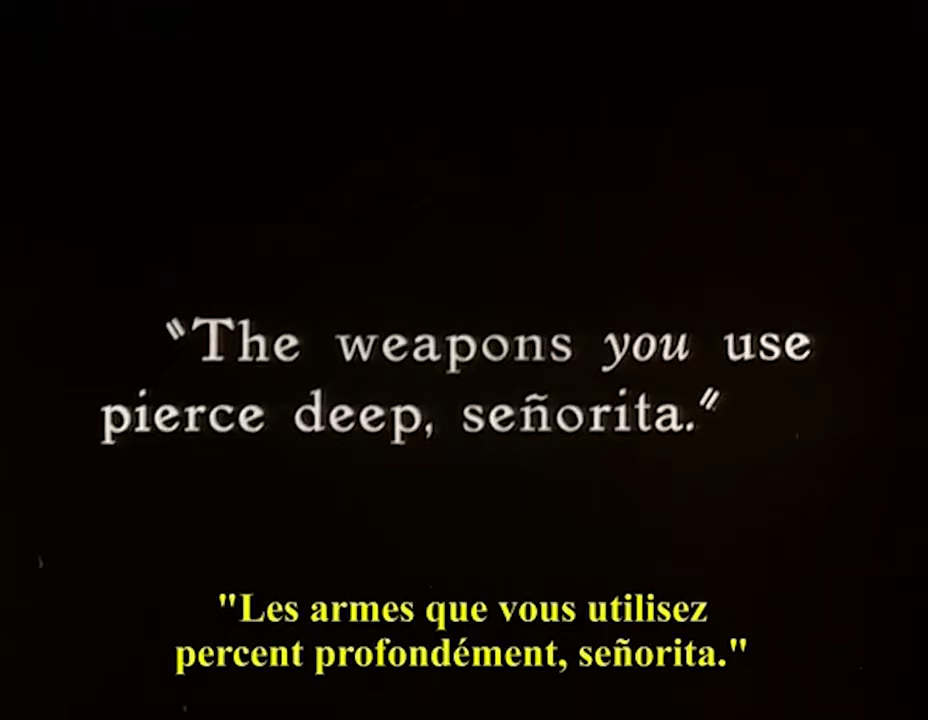 "The weapons you use
pierce deep, señorita."
"Les armes que vous utilisez
percent profondément, señorita."